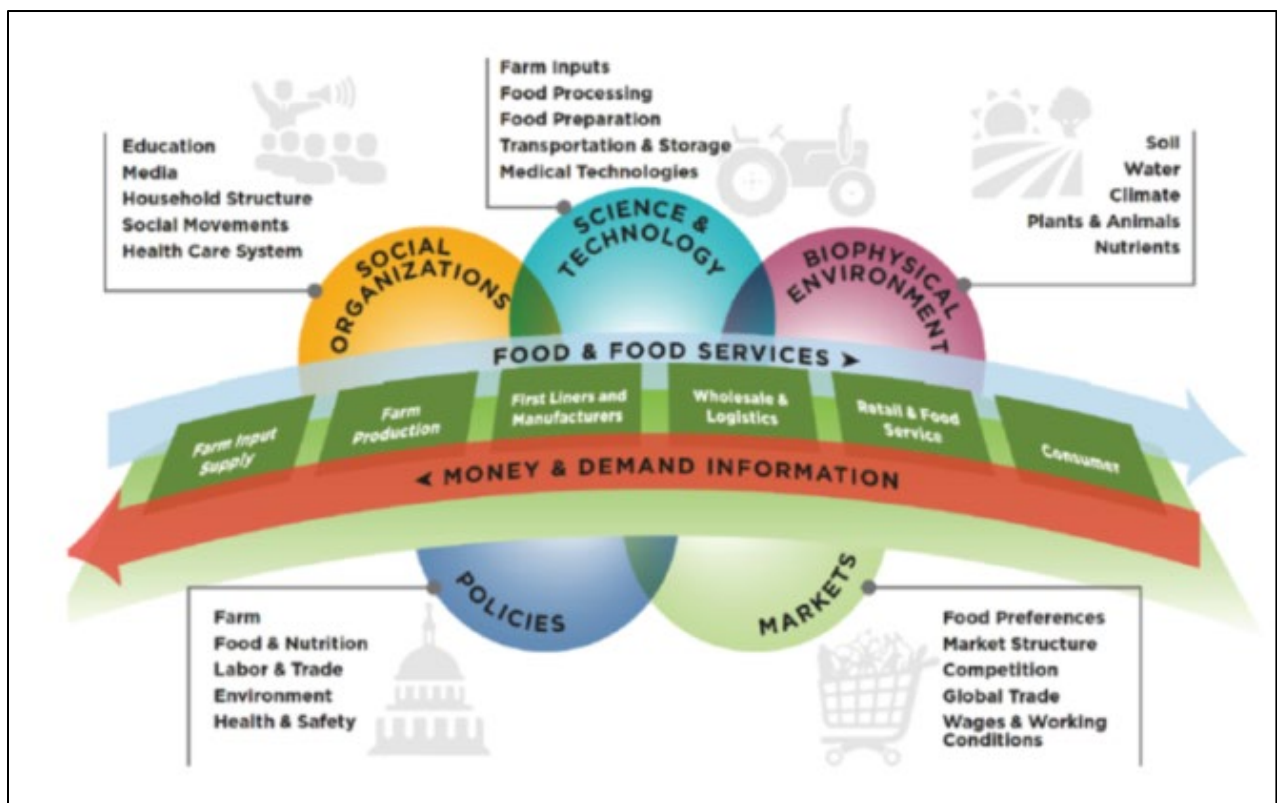 Farm Inputs
Food Processing
Food Preparation
Transportation & Storage
Medical Technologies
Education
Media
Household Structure
Social Movements
Health Care System
Soil
Water
Climate
Plants & Animals
Nutrients
SOCIAL
ORGANIZATIONS
SCIENCE &
TECHNOLOGY
BIOPHYSICAL
ENVIRONMENT
FOOD & FOOD SERVICES ➤
Farm Input
Supply
Farm
Production
First Liners and
Manufacturers
Wholesale &
Logistics
Retail & Food
Service
Consumer
⮜ MONEY & DEMAND INFORMATION
POLICIES
MARKETS
Farm
Food & Nutrition
Labor & Trade
Environment
Health & Safety
Food Preferences
Market Structure
Competition
Global Trade
Wages & Working
Conditions